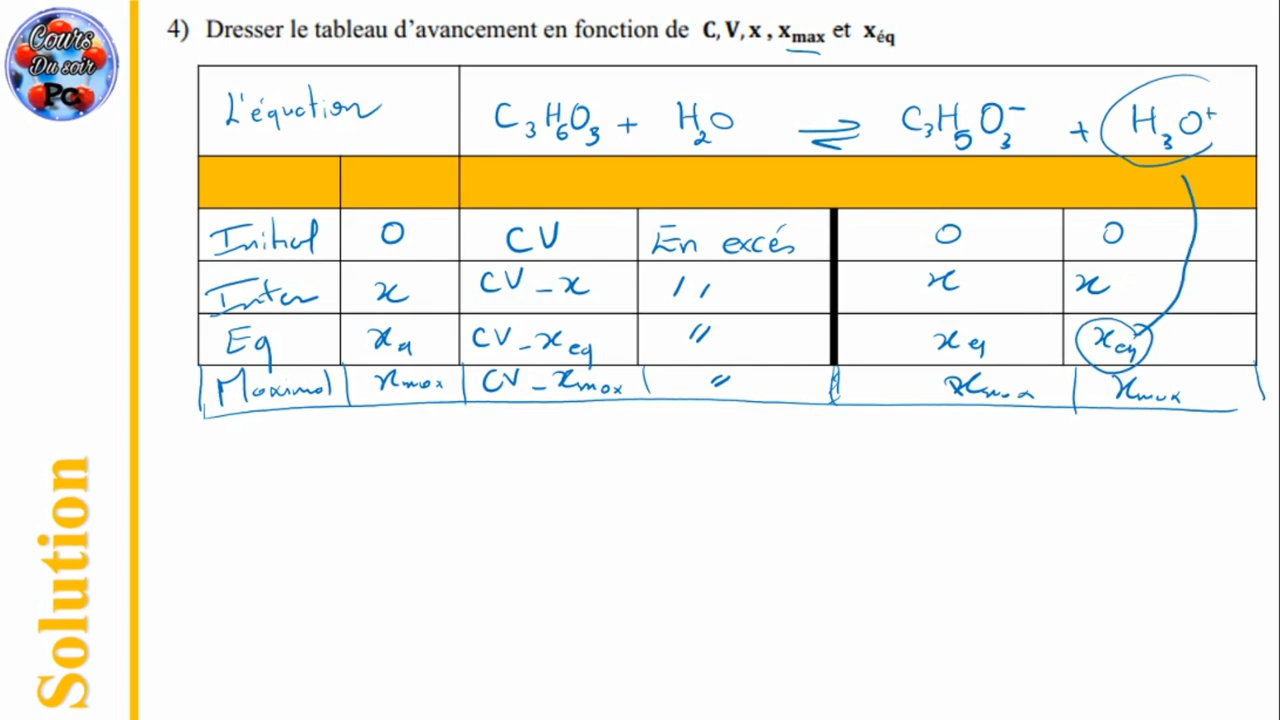 Cours
Du soir
PC
4) Dresser le tableau d'avancement en fonction de C, V, x , xmax et xéq
L'équation C3H6O3 + H2O ⇌ C3H5O3- + H3O+
Initial 0 CV En excés 0 0
Inter x CV - x ,, x x
Eq xq CV - xeq " xeq xeq
Maximal xmax CV - xmax " xmax xmax
Solution